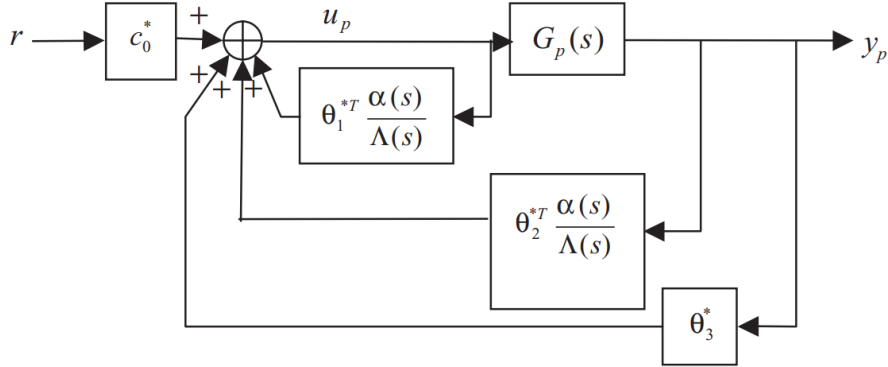 r
+
c₀*
u_p
G_p(s)
y_p
+
+
+
θ₁*ᵀ α(s)/Λ(s)
θ₂*ᵀ α(s)/Λ(s)
θ₃*